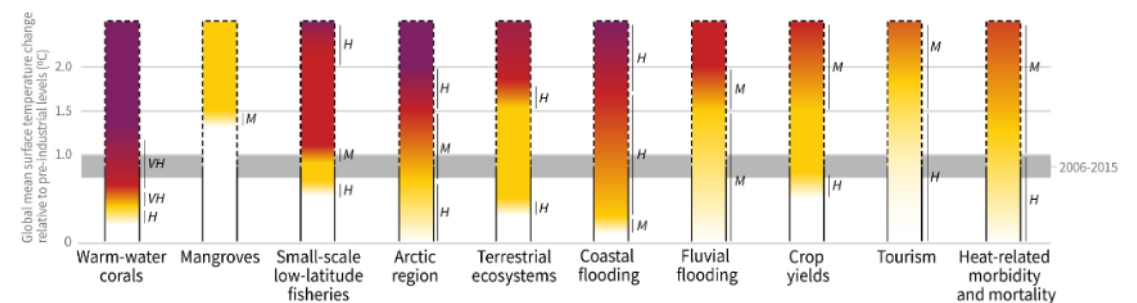 Global mean surface temperature change
relative to pre-industrial levels (ºC)
2.0
1.5
1.0
0
2006-2015
VH
VH
H
M
H
M
H
H
M
H
H
H
H
H
M
M
M
M
H
M
H
M
H
Warm-water
corals
Mangroves
Small-scale
low-latitude
fisheries
Arctic
region
Terrestrial
ecosystems
Coastal
flooding
Fluvial
flooding
Crop
yields
Tourism
Heat-related
morbidity
and mortality